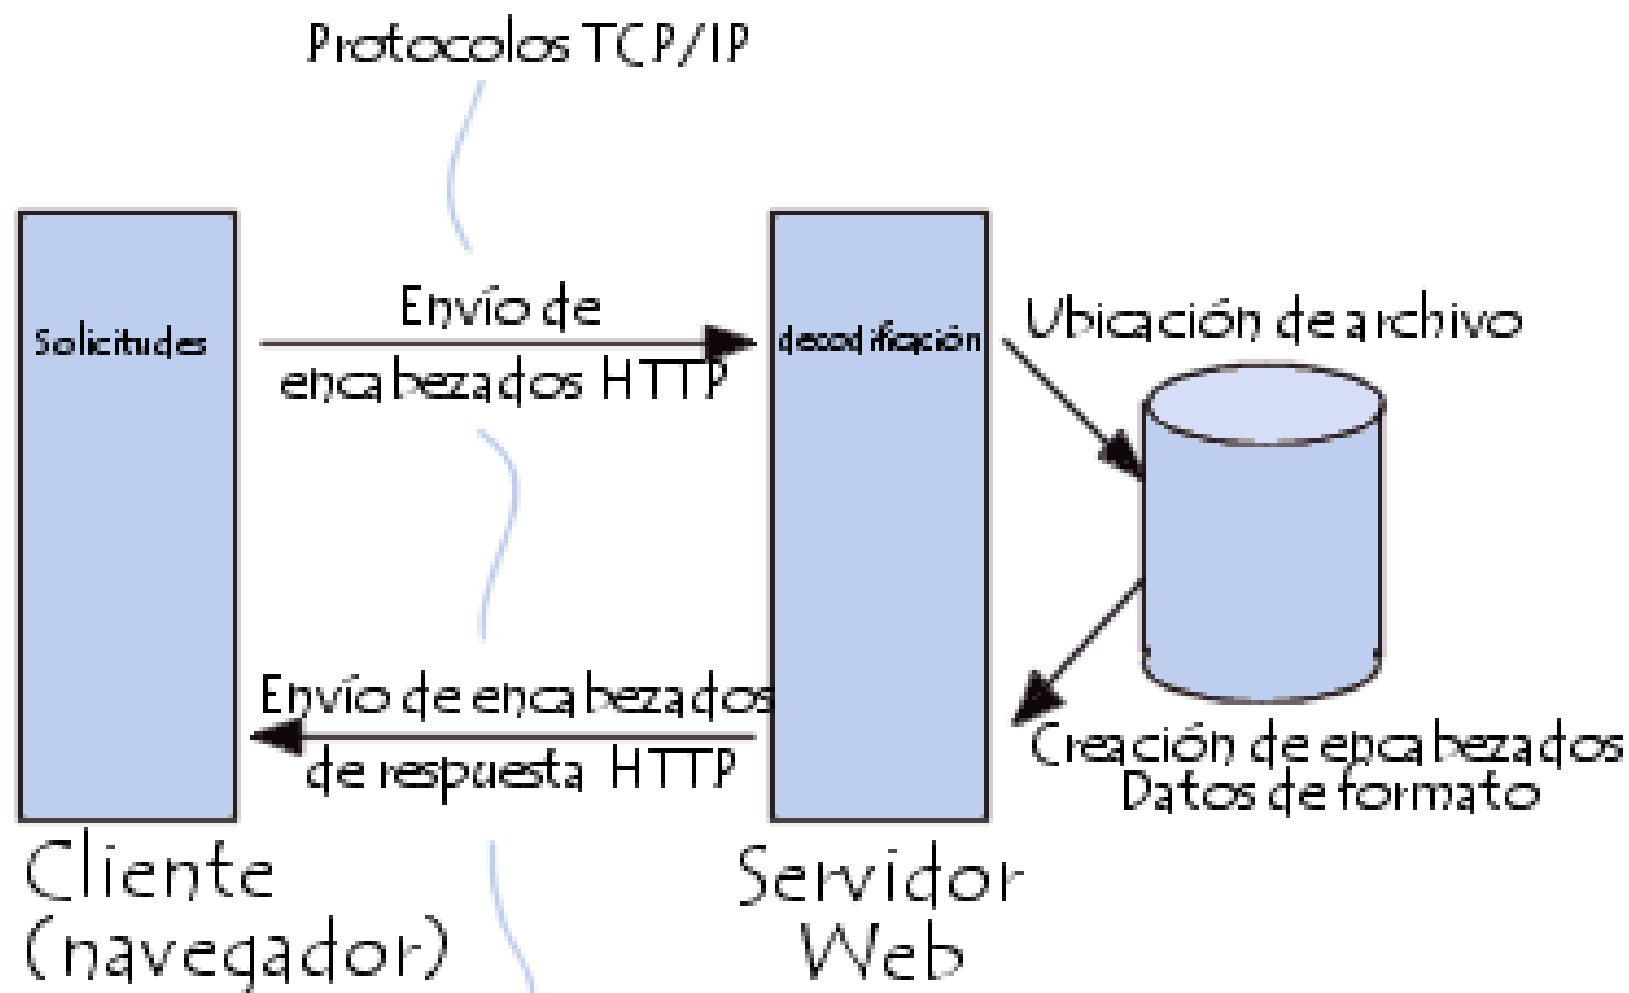 Protocolos TCP/IP
Envío de
encabezados HTTP
Solicitudes
decodificación
Ubicación de archivo
Envío de encabezados
de respuesta HTTP
Creación de encabezados
Datos de formato
Cliente
(navegador)
Servidor
Web